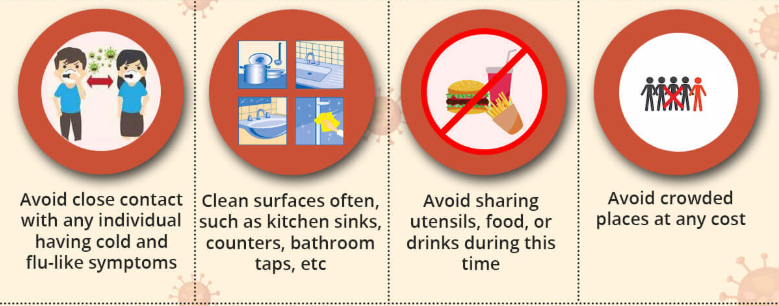 Avoid close contact
with any individual
having cold and
flu-like symptoms
Clean surfaces often,
such as kitchen sinks,
counters, bathroom
taps, etc
Avoid sharing
utensils, food, or
drinks during this
time
Avoid crowded
places at any cost